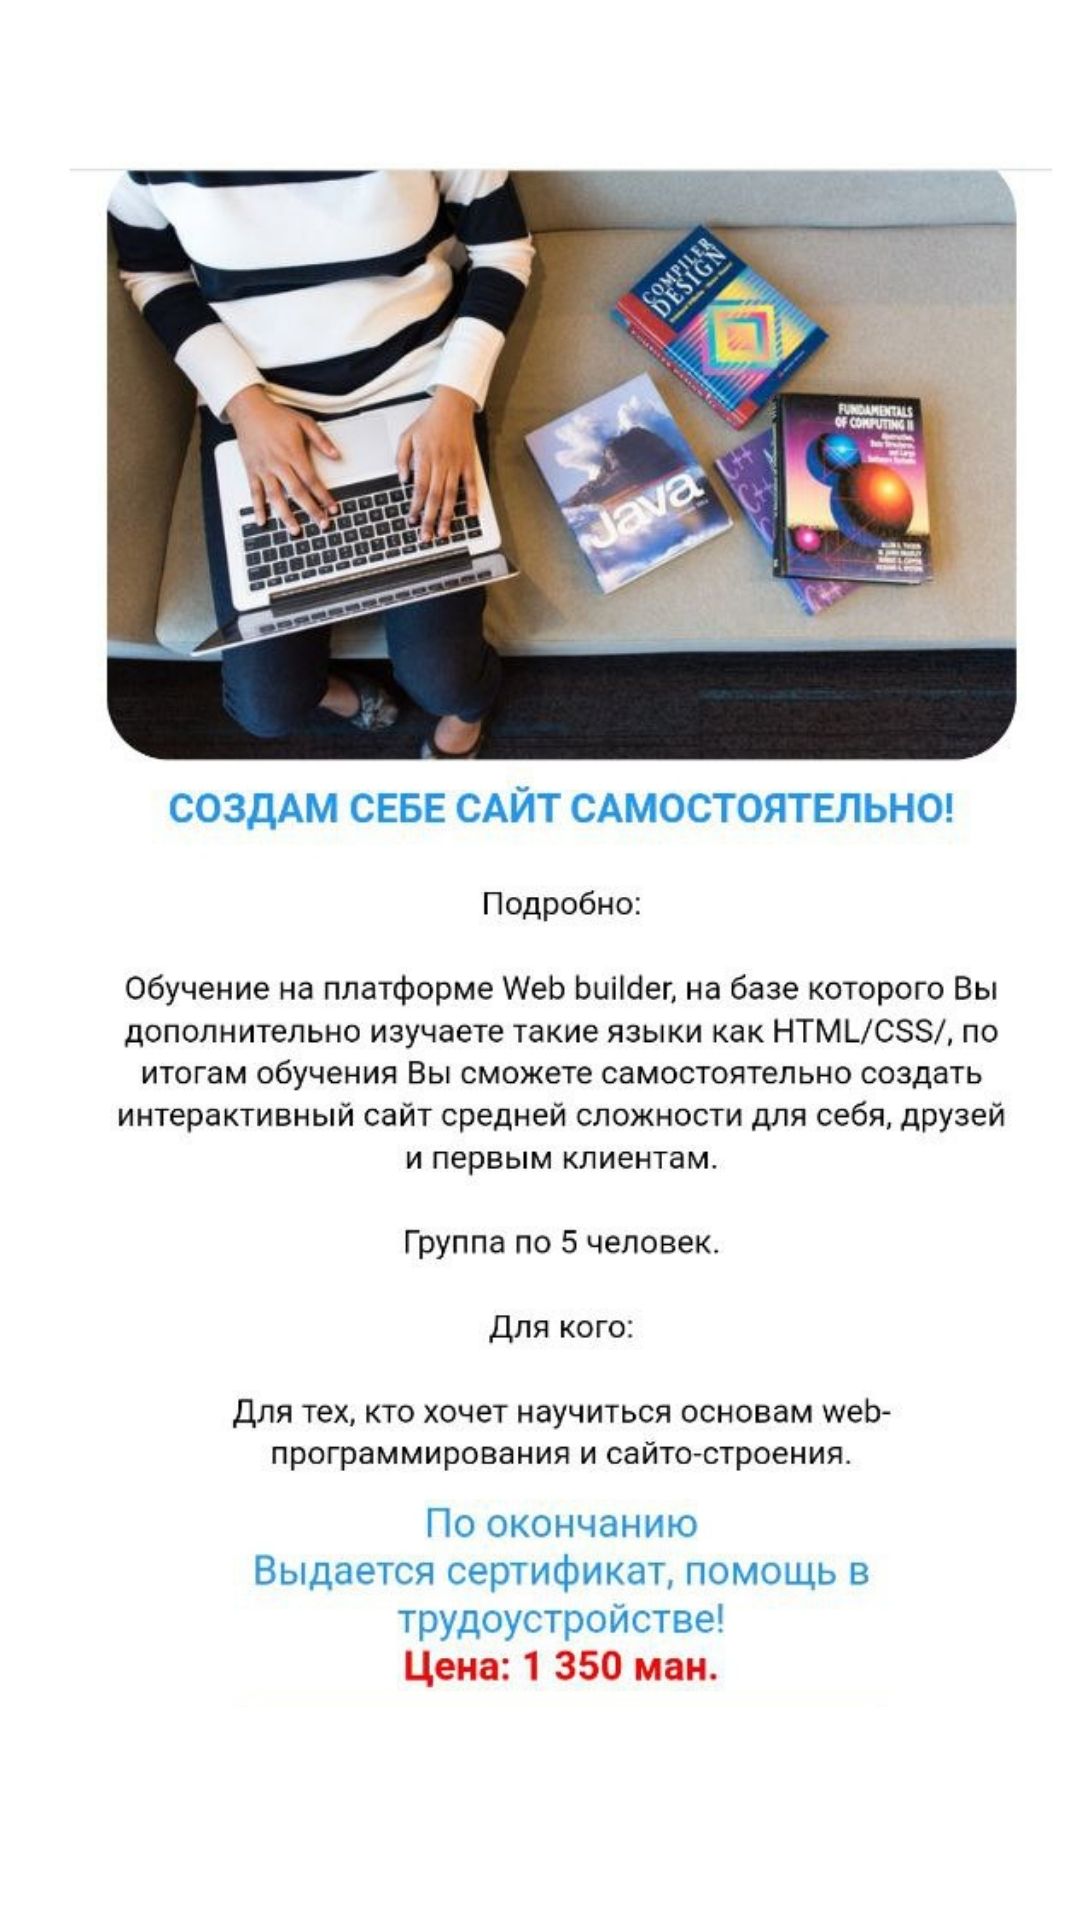 COMPILER
DESIGN
Java
C++
FUNDAMENTALS
OF COMPUTING II
СОЗДАМ СЕБЕ САЙТ САМОСТОЯТЕЛЬНО!
Подробно:
Обучение на платформе Web builder, на базе которого Вы
дополнительно изучаете такие языки как HTML/CSS/, по
итогам обучения Вы сможете самостоятельно создать
интерактивный сайт средней сложности для себя, друзей
и первым клиентам.
Группа по 5 человек.
Для кого:
Для тех, кто хочет научиться основам web-
программирования и сайто-строения.
По окончанию
Выдается сертификат, помощь в
трудоустройстве!
Цена: 1 350 ман.